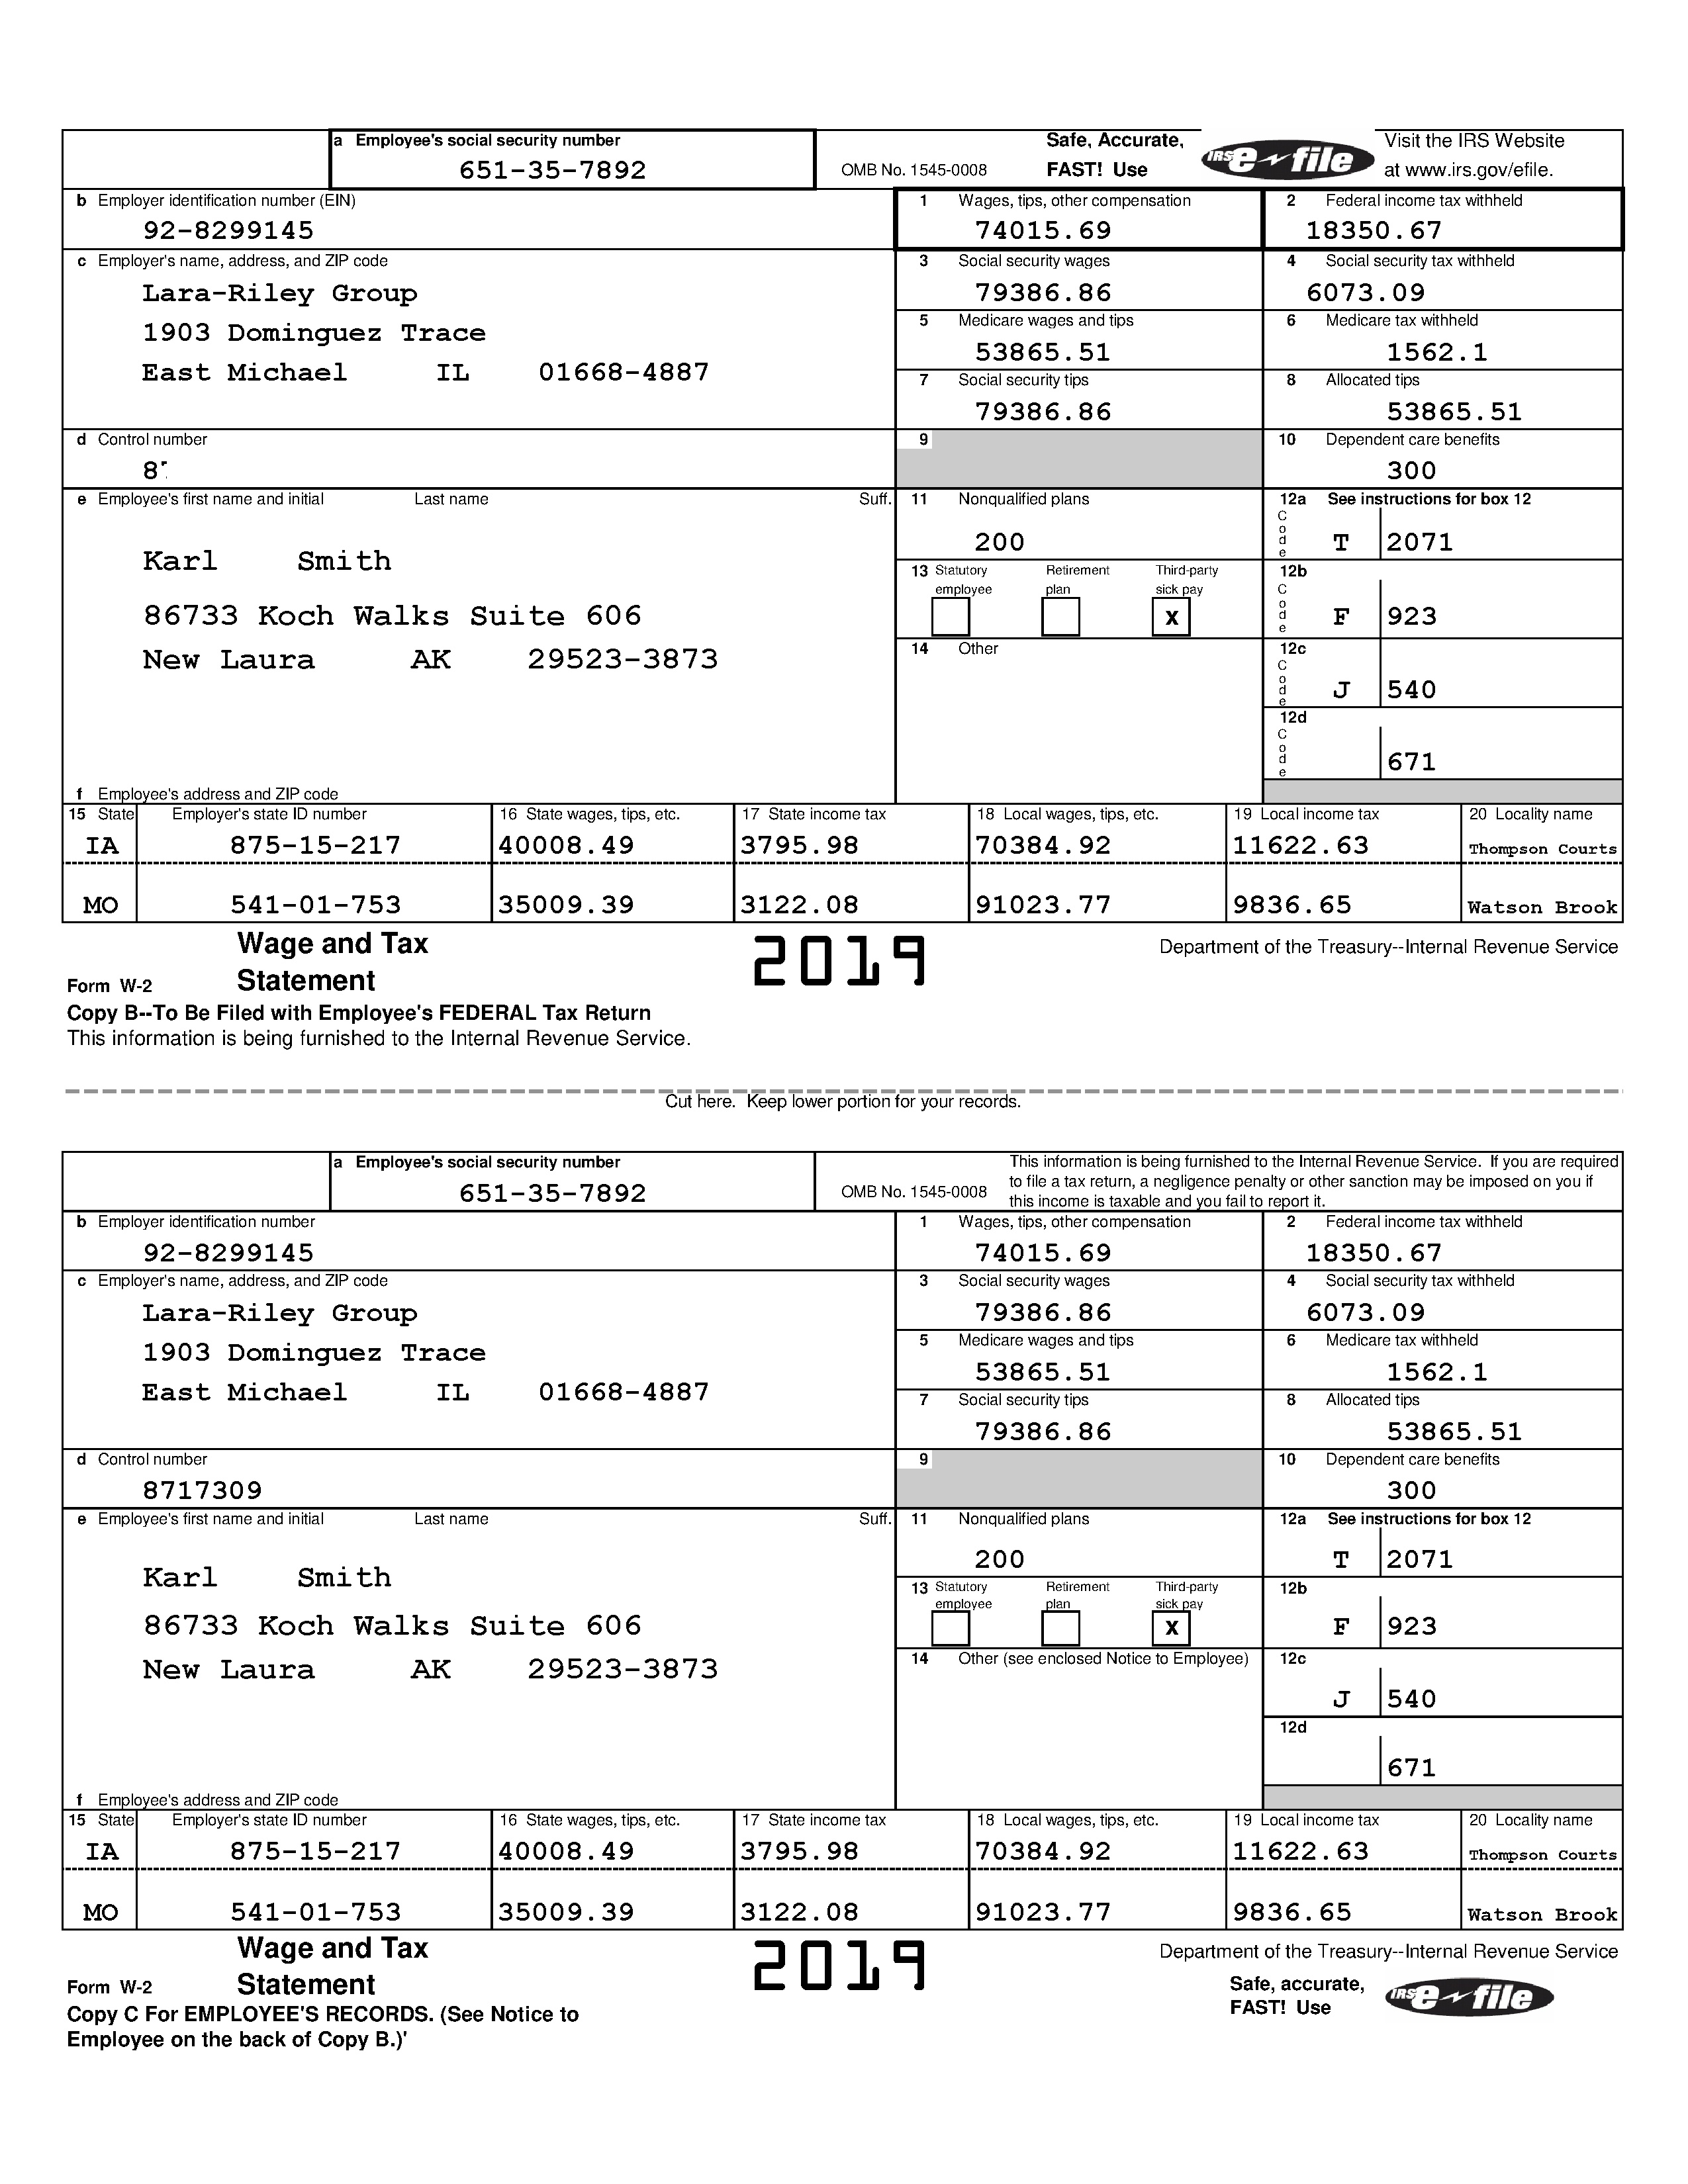 a Employee's social security number
651-35-7892
OMB No. 1545-0008
Safe, Accurate,
FAST! Use
IRS e file
Visit the IRS Website
at www.irs.gov/efile.
b Employer identification number (EIN)
92-8299145
1 Wages, tips, other compensation
74015.69
2 Federal income tax withheld
18350.67
c Employer's name, address, and ZIP code
Lara-Riley Group
1903 Dominguez Trace
East Michael IL 01668-4887
3 Social security wages
79386.86
4 Social security tax withheld
6073.09
5 Medicare wages and tips
53865.51
6 Medicare tax withheld
1562.1
7 Social security tips
79386.86
8 Allocated tips
53865.51
d Control number
9
10 Dependent care benefits
300
e Employee's first name and initial Last name Suff.
Karl Smith
86733 Koch Walks Suite 606
New Laura AK 29523-3873
f Employee's address and ZIP code
11 Nonqualified plans
200
12a See instructions for box 12
Code T 2071
13 Statutory employee Retirement plan Third-party sick pay
X
12b
Code F 923
14 Other
12c
Code J 540
12d
Code 671
15 State Employer's state ID number 16 State wages, tips, etc. 17 State income tax 18 Local wages, tips, etc. 19 Local income tax 20 Locality name
IA 875-15-217 40008.49 3795.98 70384.92 11622.63 Thompson Courts
MO 541-01-753 35009.39 3122.08 91023.77 9836.65 Watson Brook
Form W-2 Wage and Tax Statement
2019
Department of the Treasury--Internal Revenue Service
Copy B--To Be Filed with Employee's FEDERAL Tax Return
This information is being furnished to the Internal Revenue Service.
Cut here. Keep lower portion for your records.
a Employee's social security number
651-35-7892
OMB No. 1545-0008
This information is being furnished to the Internal Revenue Service. If you are required
to file a tax return, a negligence penalty or other sanction may be imposed on you if
this income is taxable and you fail to report it.
b Employer identification number
92-8299145
1 Wages, tips, other compensation
74015.69
2 Federal income tax withheld
18350.67
c Employer's name, address, and ZIP code
Lara-Riley Group
1903 Dominguez Trace
East Michael IL 01668-4887
3 Social security wages
79386.86
4 Social security tax withheld
6073.09
5 Medicare wages and tips
53865.51
6 Medicare tax withheld
1562.1
7 Social security tips
79386.86
8 Allocated tips
53865.51
d Control number
8717309
9
10 Dependent care benefits
300
e Employee's first name and initial Last name Suff.
Karl Smith
86733 Koch Walks Suite 606
New Laura AK 29523-3873
f Employee's address and ZIP code
11 Nonqualified plans
200
12a See instructions for box 12
T 2071
13 Statutory employee Retirement plan Third-party sick pay
X
12b
F 923
14 Other (see enclosed Notice to Employee)
12c
J 540
12d
671
15 State Employer's state ID number 16 State wages, tips, etc. 17 State income tax 18 Local wages, tips, etc. 19 Local income tax 20 Locality name
IA 875-15-217 40008.49 3795.98 70384.92 11622.63 Thompson Courts
MO 541-01-753 35009.39 3122.08 91023.77 9836.65 Watson Brook
Form W-2 Wage and Tax Statement
2019
Department of the Treasury--Internal Revenue Service
Safe, accurate,
FAST! Use
IRS e file
Copy C For EMPLOYEE'S RECORDS. (See Notice to
Employee on the back of Copy B.)'